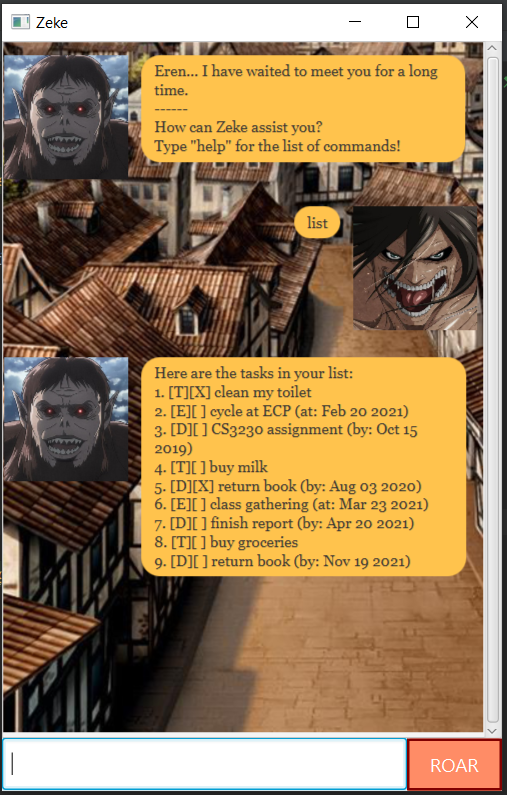 Zeke
Eren... I have waited to meet you for a long
time.
------
How can Zeke assist you?
Type "help" for the list of commands!
list
Here are the tasks in your list:
1. [T][X] clean my toilet
2. [E][ ] cycle at ECP (at: Feb 20 2021)
3. [D][ ] CS3230 assignment (by: Oct 15
2019)
4. [T][ ] buy milk
5. [D][X] return book (by: Aug 03 2020)
6. [E][ ] class gathering (at: Mar 23 2021)
7. [D][ ] finish report (by: Apr 20 2021)
8. [T][ ] buy groceries
9. [D][ ] return book (by: Nov 19 2021)
ROAR